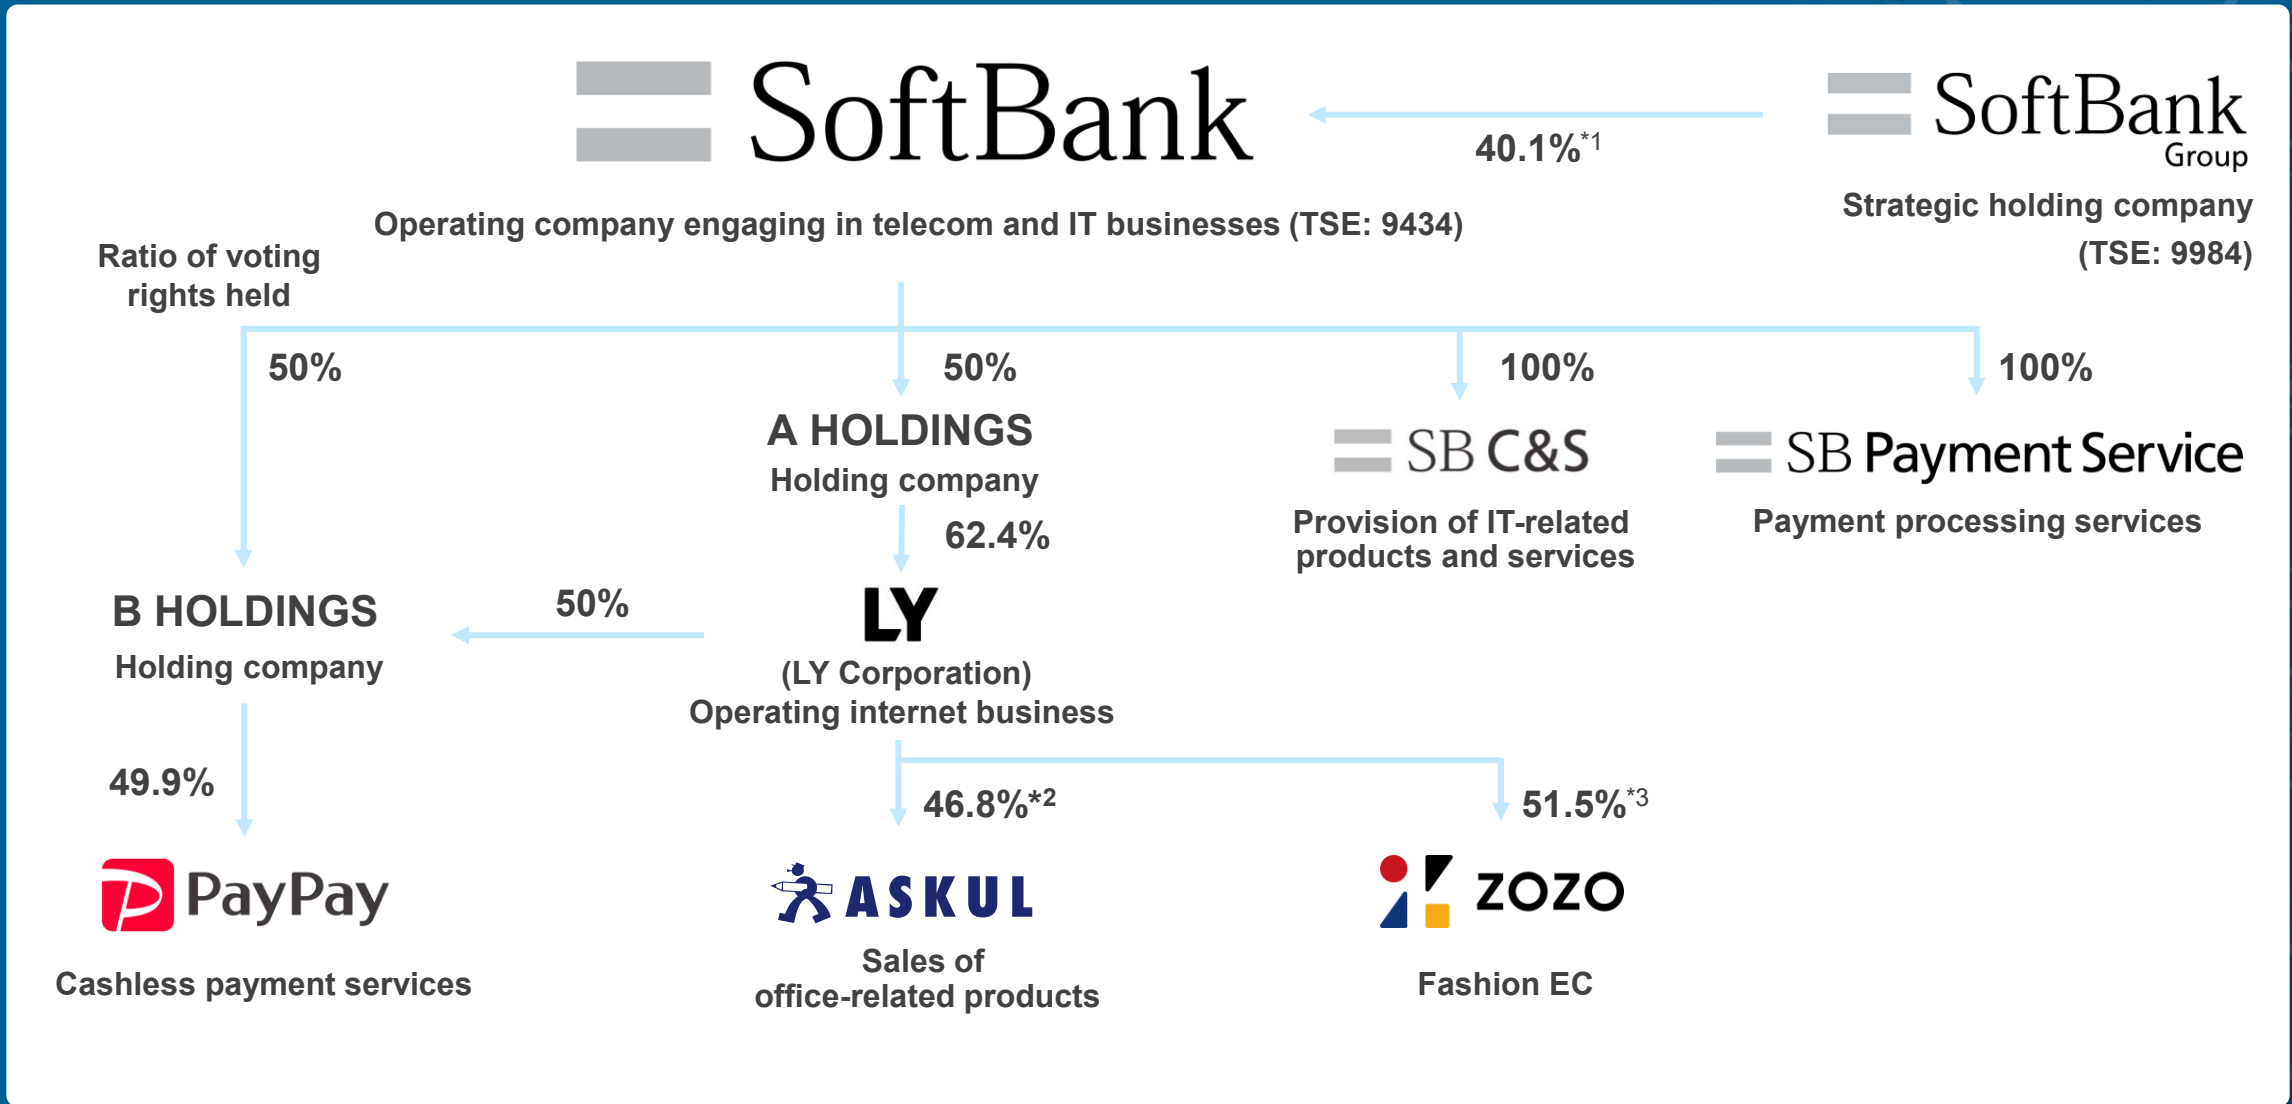 SoftBank
40.1%*1
SoftBank
Group
Strategic holding company
(TSE: 9984)
Operating company engaging in telecom and IT businesses (TSE: 9434)
Ratio of voting
rights held
50%
50%
100%
100%
A HOLDINGS
Holding company
SB C&S
SB Payment Service
Provision of IT-related
products and services
Payment processing services
62.4%
B HOLDINGS
Holding company
50%
LY
(LY Corporation)
Operating internet business
49.9%
46.8%*2
51.5%*3
PayPay
ASKUL
ZOZO
Cashless payment services
Sales of
office-related products
Fashion EC